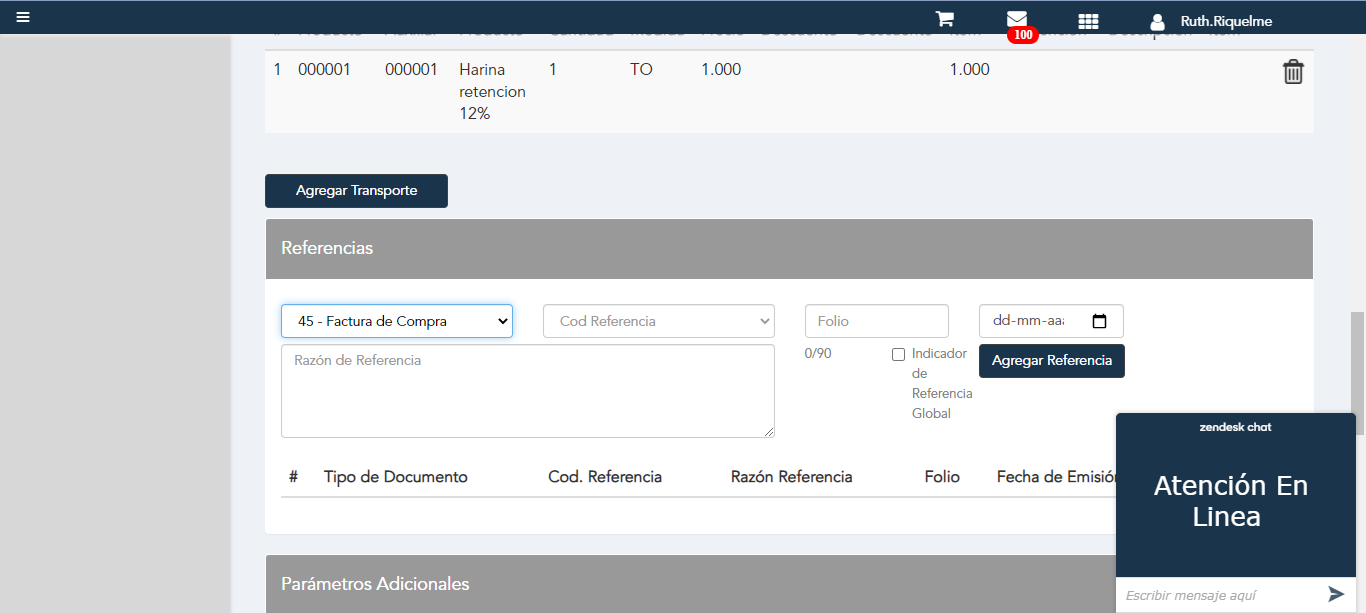 Ruth.Riquelme
100
1 000001 000001 Harina 1 TO 1.000 1.000
retencion
12%
Agregar Transporte
Referencias
45 - Factura de Compra Cod Referencia Folio dd-mm-aaa
Razón de Referencia 0/90 Indicador Agregar Referencia
de
Referencia
Global
zendesk chat
# Tipo de Documento Cod. Referencia Razón Referencia Folio Fecha de Emisión
Atención En
Linea
Parámetros Adicionales
Escribir mensaje aquí